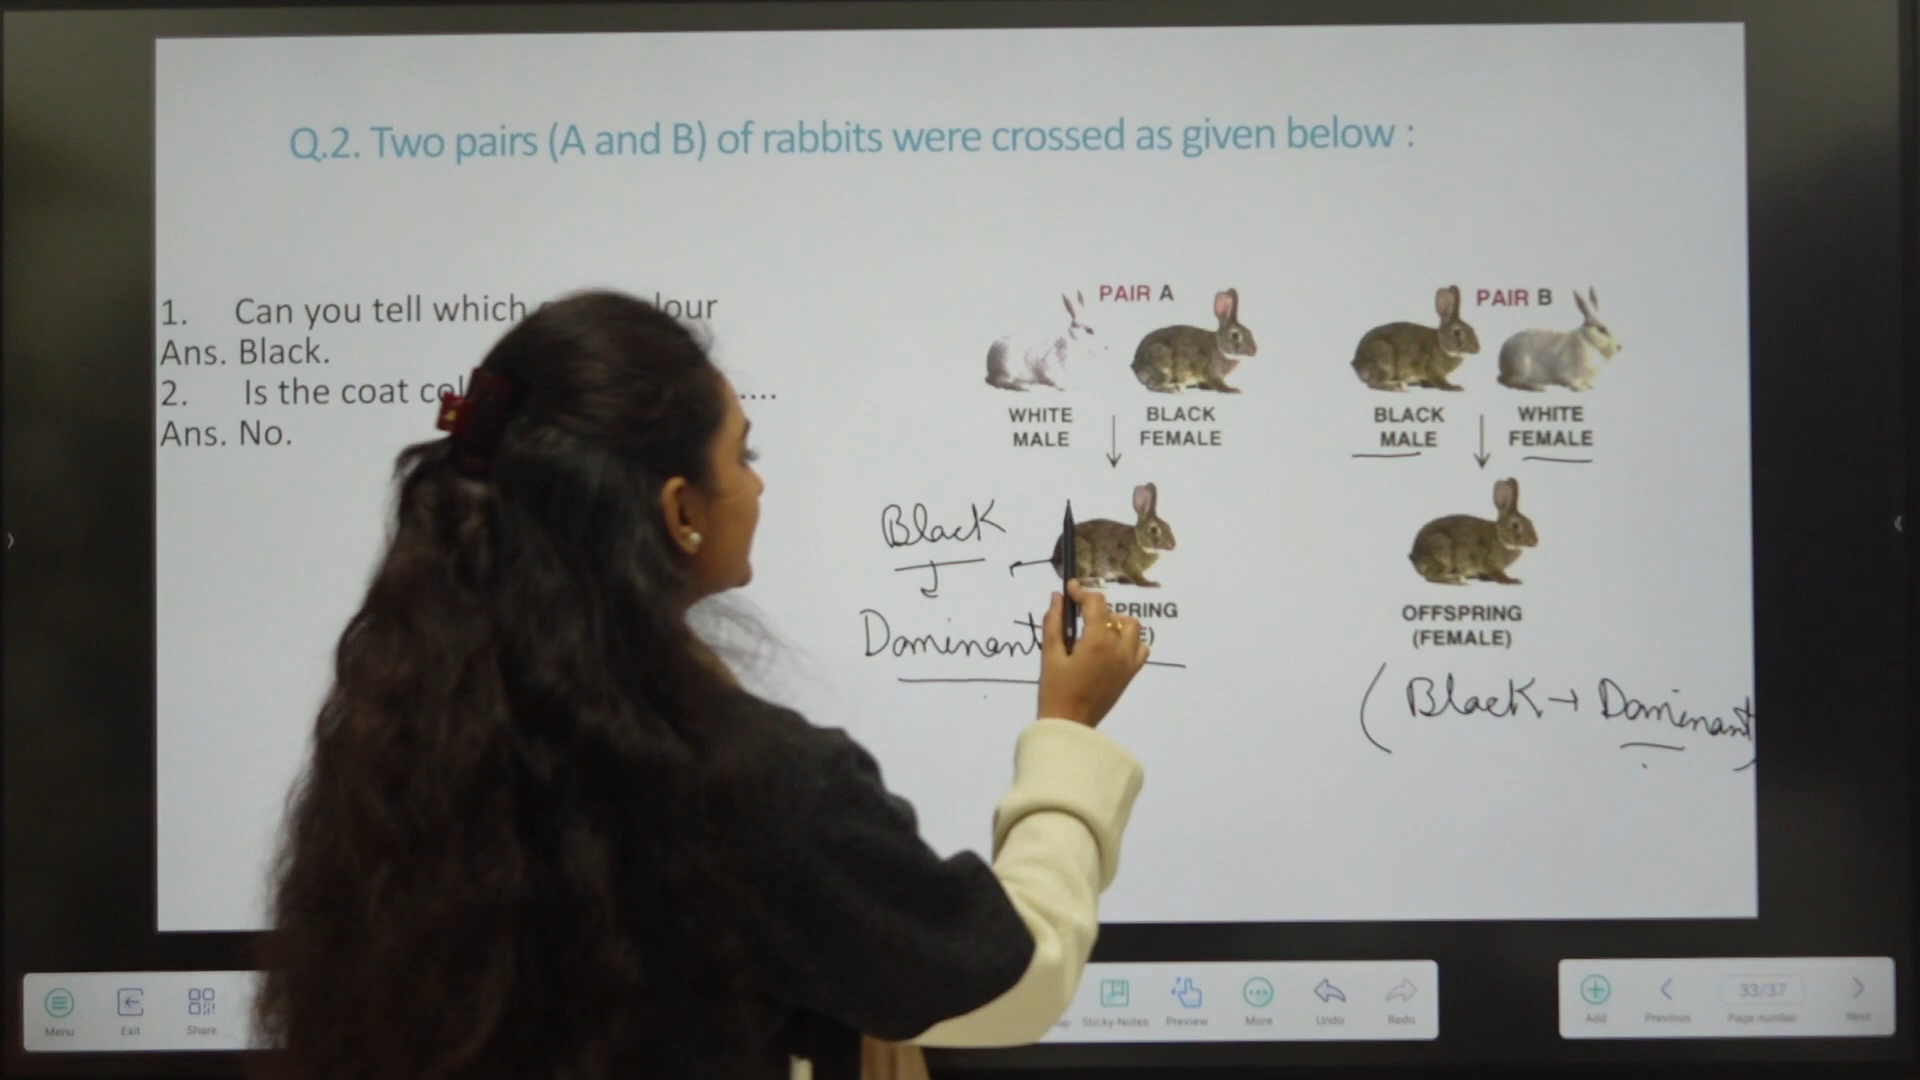 Q.2. Two pairs (A and B) of rabbits were crossed as given below :
1. Can you tell which
Ans. Black.
2. Is the coat ....
Ans. No.
PAIR A
WHITE MALE
BLACK FEMALE
Black
Dominant
PAIR B
BLACK MALE
WHITE FEMALE
OFFSPRING
(FEMALE)
(Black → Dominant)
Menu
Exit
Share
Sticky-Notes
Preview
More
Undo
Redo
Add
Previous
33/37
Page number
Next